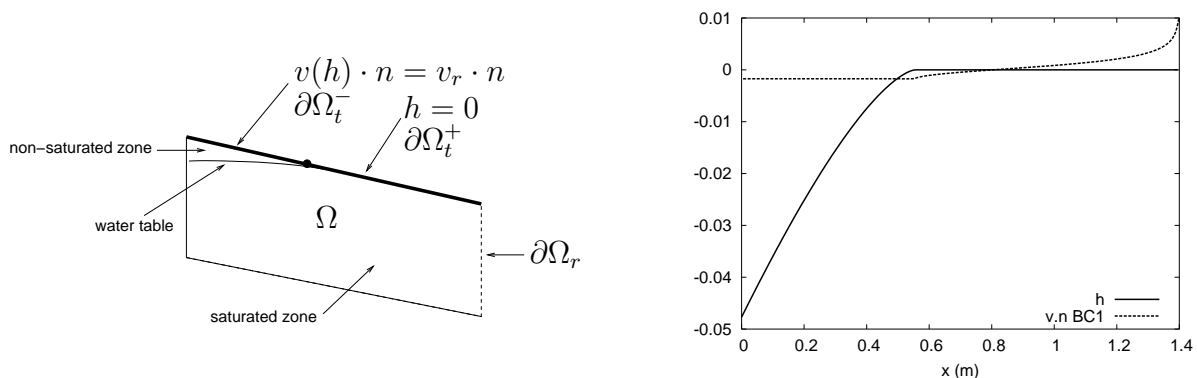 v(h) · n = v_r · n
∂Ω_t^-
h = 0
∂Ω_t^+
non−saturated zone
water table
Ω
∂Ω_r
saturated zone
0.01
0
-0.01
-0.02
-0.03
-0.04
-0.05
h
v.n BC1
0 0.2 0.4 0.6 0.8 1 1.2 1.4
x (m)